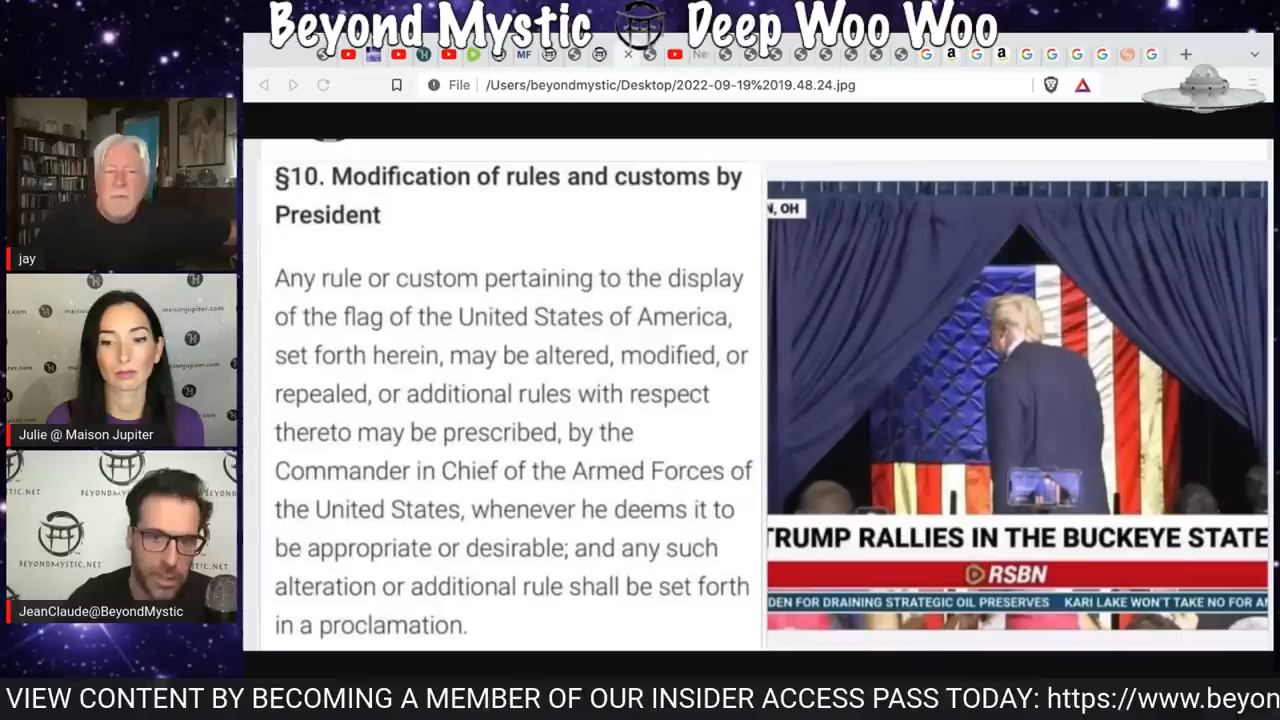 Beyond Mystic Deep Woo Woo
File /Users/beyondmystic/Desktop/2022-09-19%2019.48.24.jpg
jay
maisonjupiter.com
Julie @ Maison Jupiter
BEYONDMYSTIC.NET
JeanClaude@BeyondMystic
§10. Modification of rules and customs by
President
Any rule or custom pertaining to the display
of the flag of the United States of America,
set forth herein, may be altered, modified, or
repealed, or additional rules with respect
thereto may be prescribed, by the
Commander in Chief of the Armed Forces of
the United States, whenever he deems it to
be appropriate or desirable; and any such
alteration or additional rule shall be set forth
in a proclamation.
N, OH
TRUMP RALLIES IN THE BUCKEYE STATE
RSBN
DEN FOR DRAINING STRATEGIC OIL PRESERVES KARI LAKE WON'T TAKE NO FOR AN
VIEW CONTENT BY BECOMING A MEMBER OF OUR INSIDER ACCESS PASS TODAY: https://www.beyon